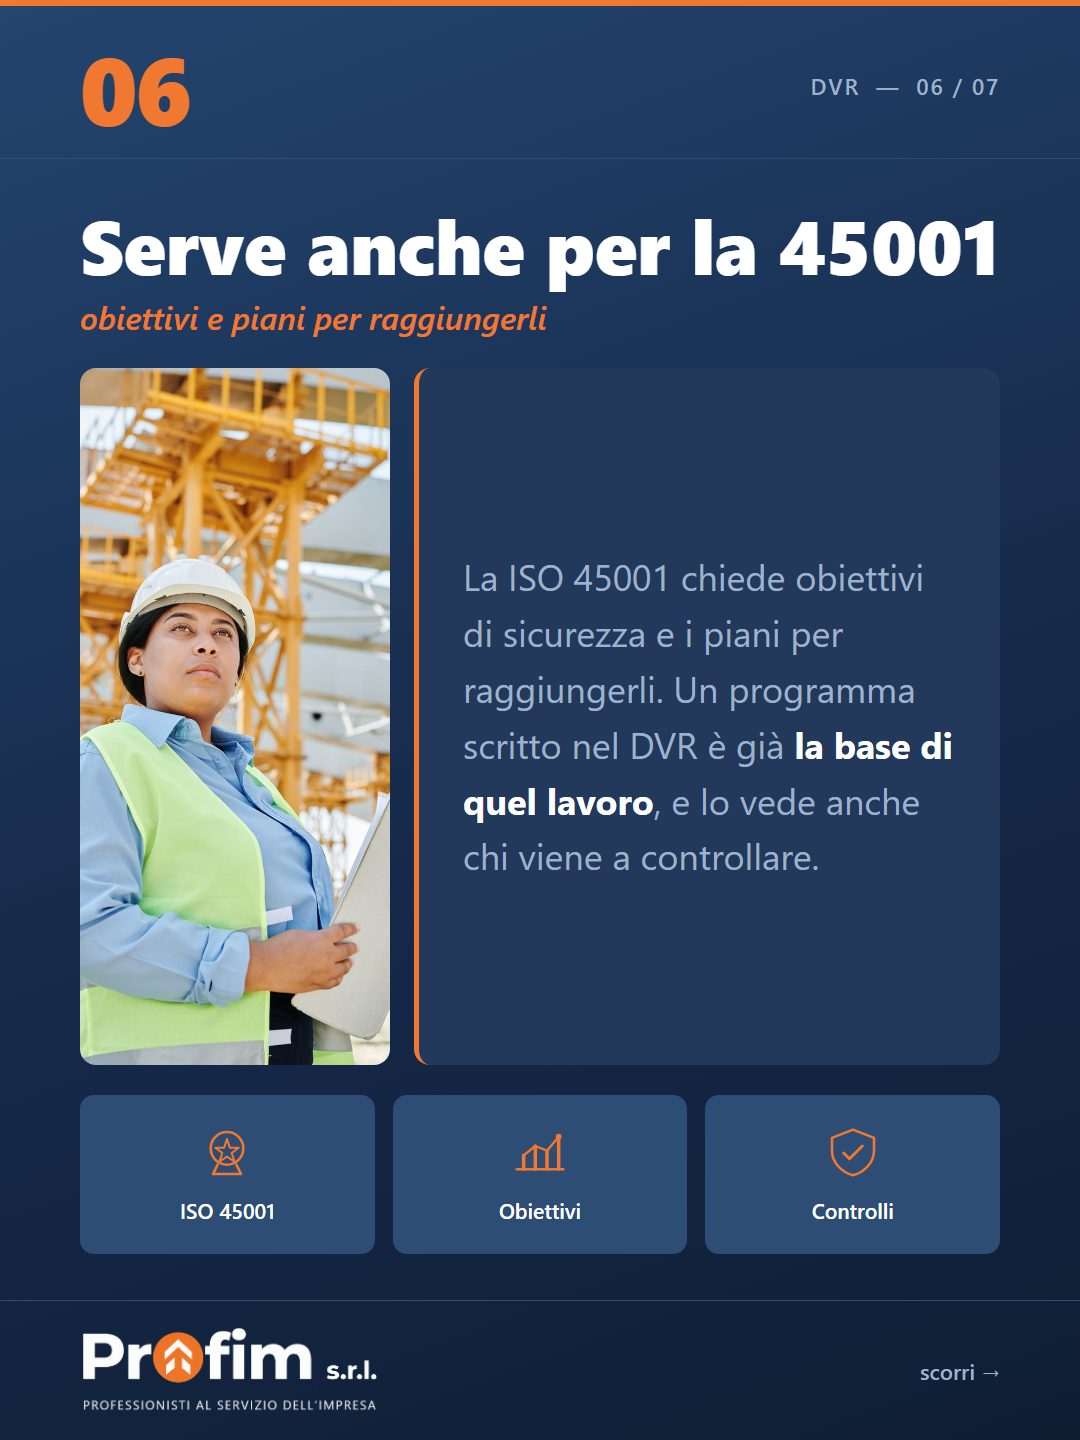 06
DVR — 06 / 07
Serve anche per la 45001
obiettivi e piani per raggiungerli
La ISO 45001 chiede obiettivi
di sicurezza e i piani per
raggiungerli. Un programma
scritto nel DVR è già la base di
quel lavoro, e lo vede anche
chi viene a controllare.
ISO 45001
Obiettivi
Controlli
Profim s.r.l.
PROFESSIONISTI AL SERVIZIO DELL'IMPRESA
scorri →